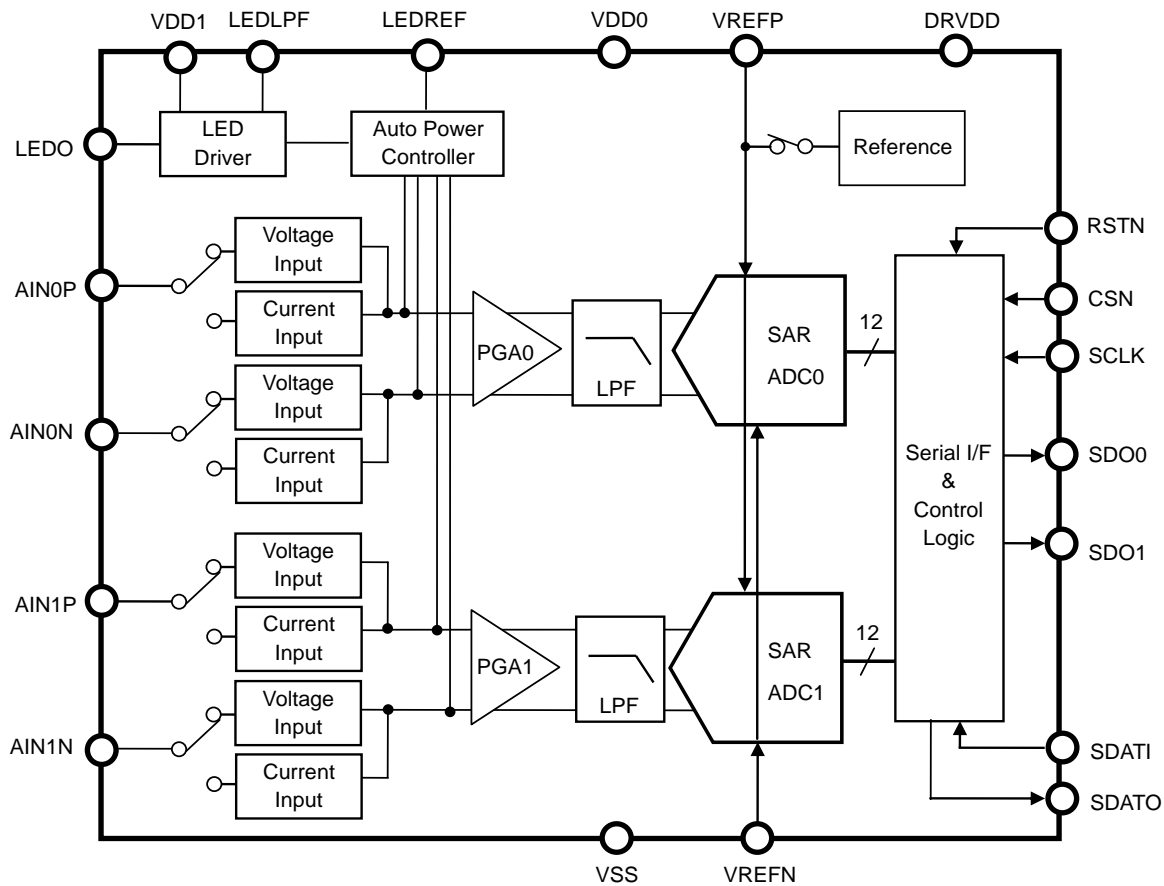 VDD1
LEDLPF
LEDREF
VDD0
VREFP
DRVDD
LEDO
LED
Driver
Auto Power
Controller
Reference
RSTN
Voltage
Input
AIN0P
CSN
Current
Input
PGA0
LPF
SAR
ADC0
12
SCLK
Voltage
Input
AIN0N
Current
Input
Serial I/F
&
Control
Logic
SDO0
SDO1
Voltage
Input
AIN1P
Current
Input
PGA1
LPF
SAR
ADC1
12
Voltage
Input
AIN1N
Current
Input
SDATI
SDATO
VSS
VREFN